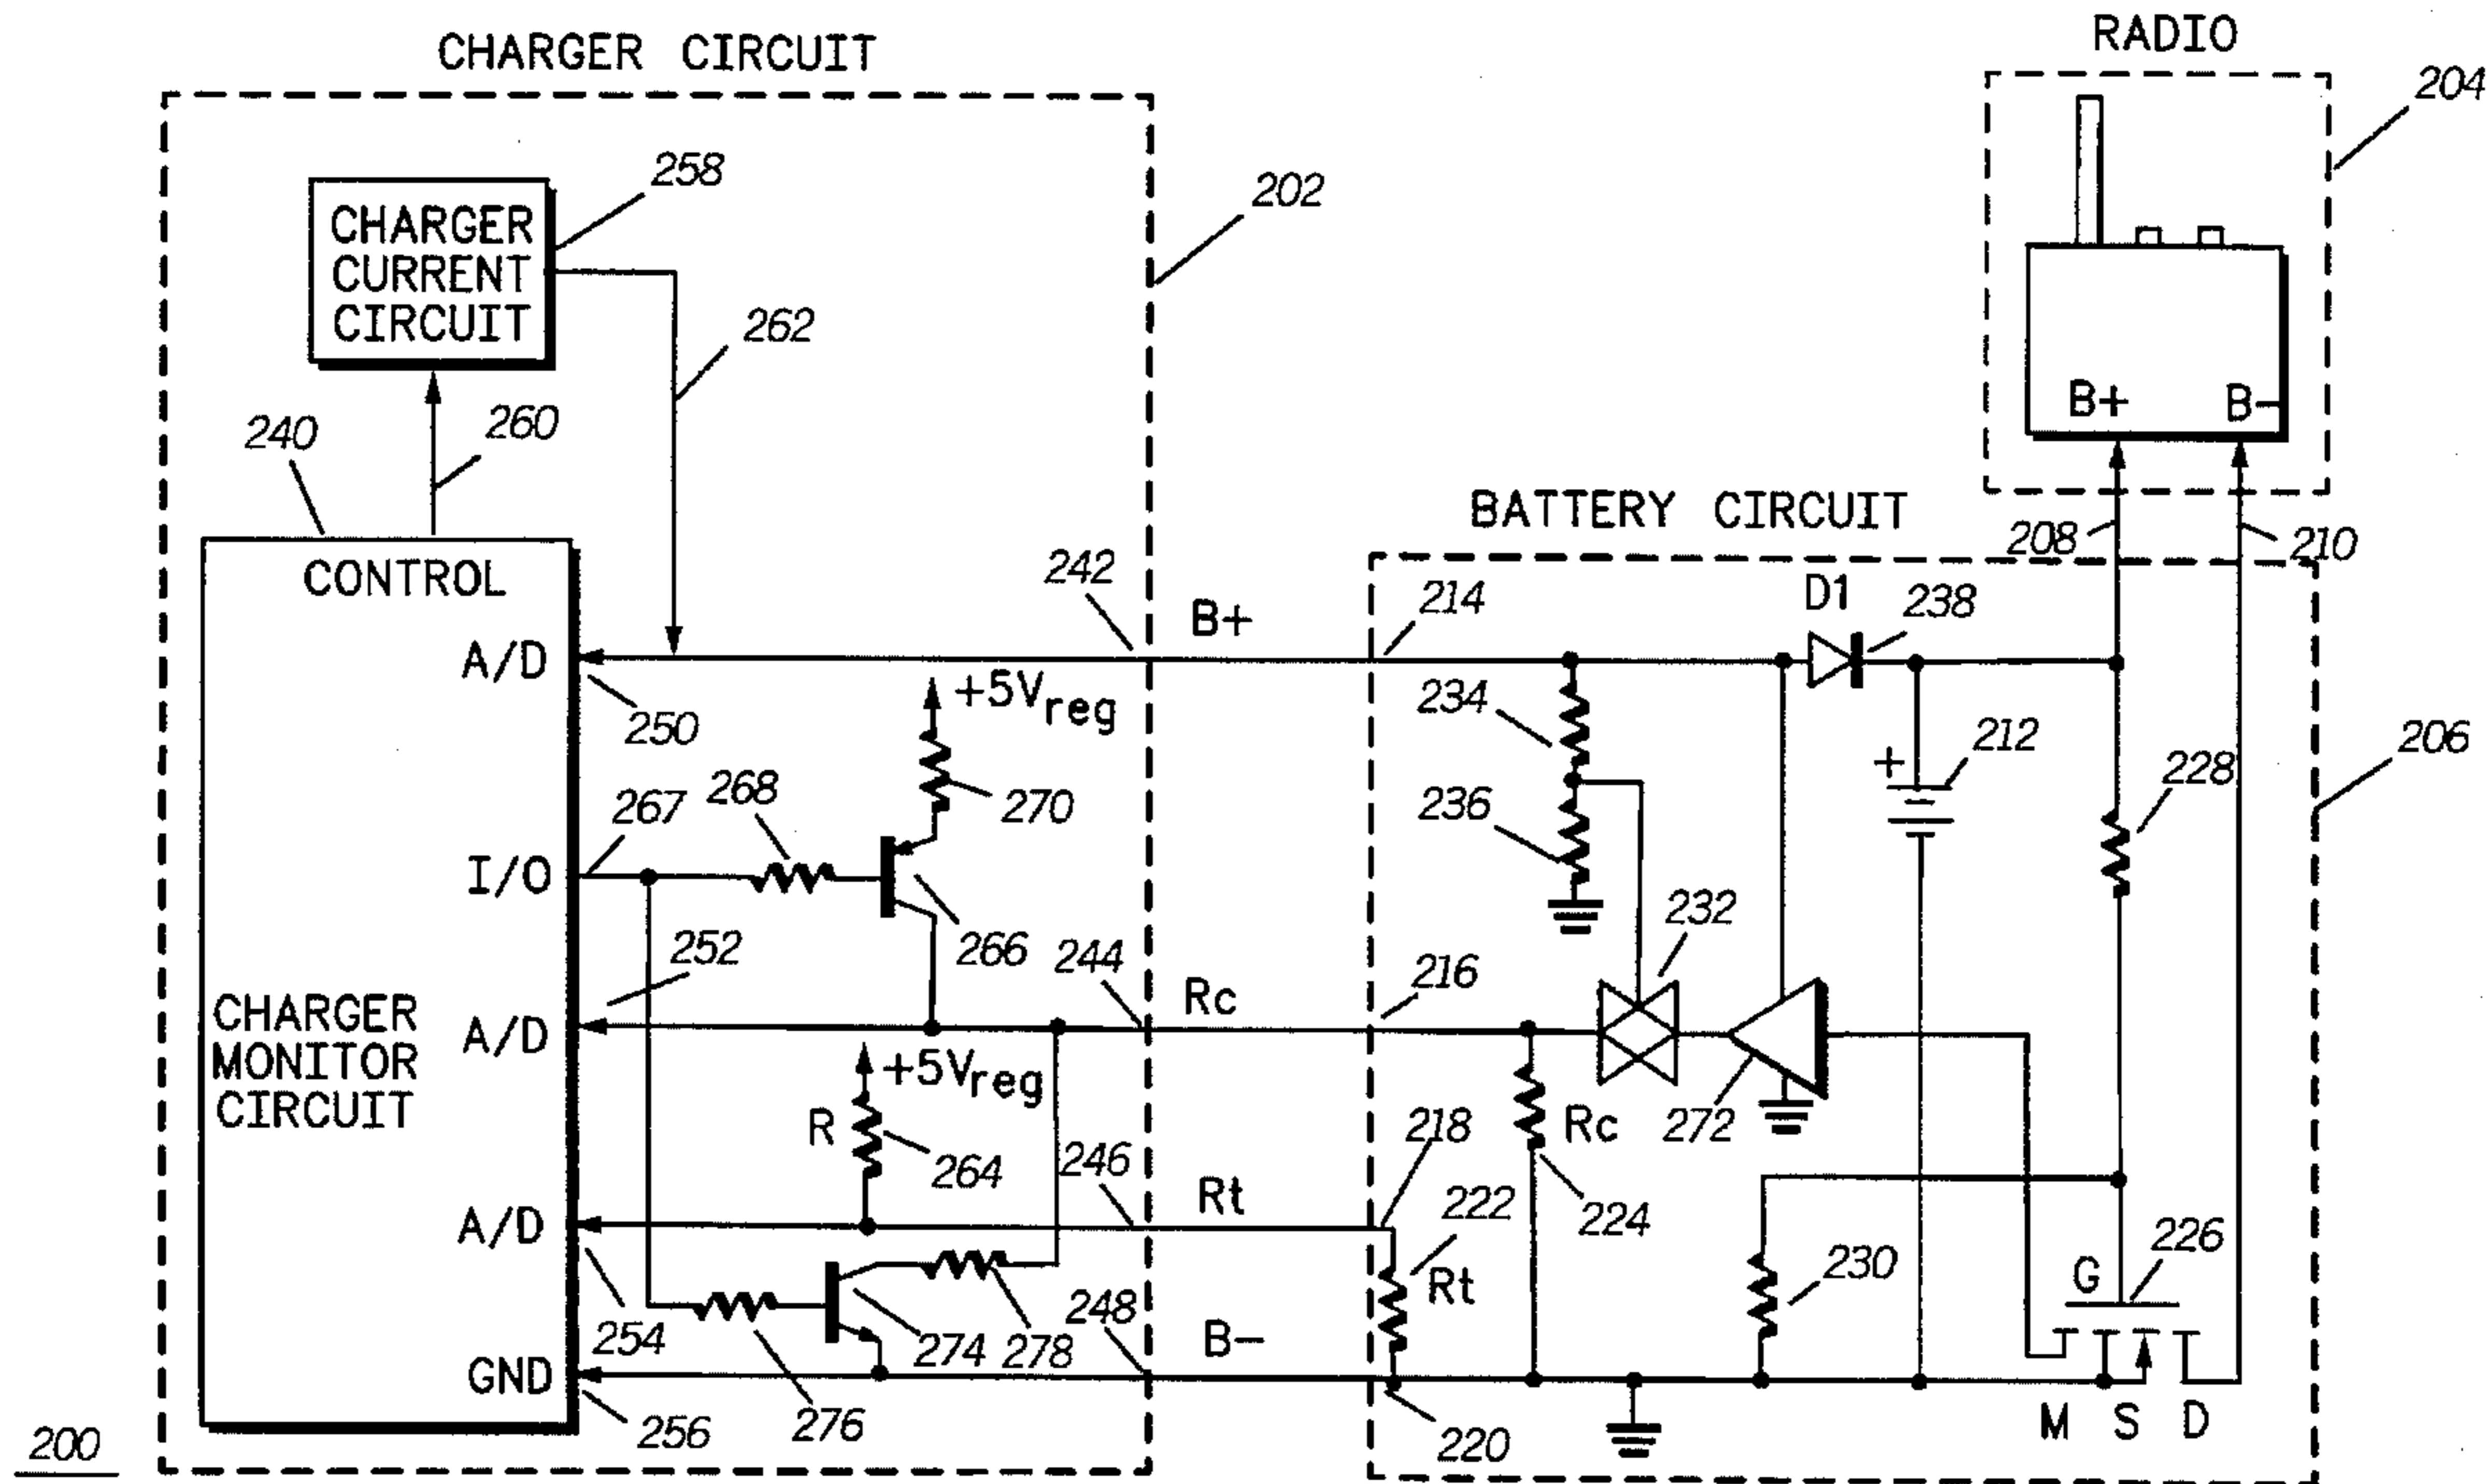 CHARGER CIRCUIT
RADIO
204
258
202
CHARGER
CURRENT
CIRCUIT
262
B+
B-
240
260
BATTERY CIRCUIT
208
210
CONTROL
242
B+
214
D1
238
A/D
+5Vreg
250
234
212
206
228
267
268
270
236
I/O
252
266
244
232
Rc
216
CHARGER
MONITOR
CIRCUIT
A/D
+5Vreg
R
264
246
218
Rc
272
Rt
222
224
A/D
226
G
230
Rt
254
274
278
248
B-
GND
256
276
220
M
S
D
200